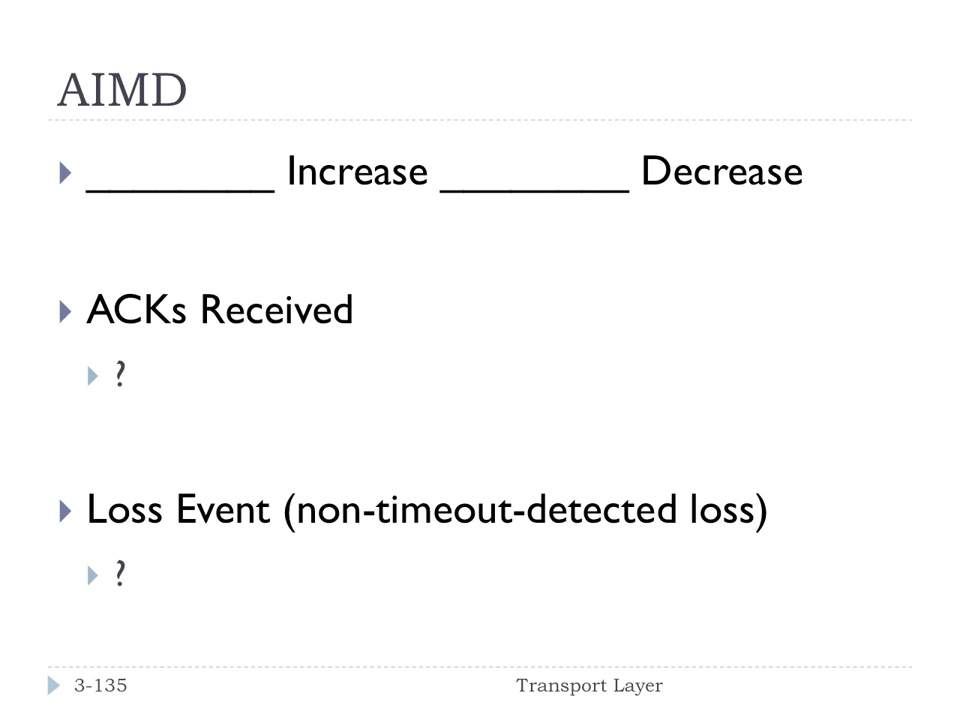 AIMD
________ Increase ________ Decrease
ACKs Received
?
Loss Event (non-timeout-detected loss)
?
3-135 Transport Layer